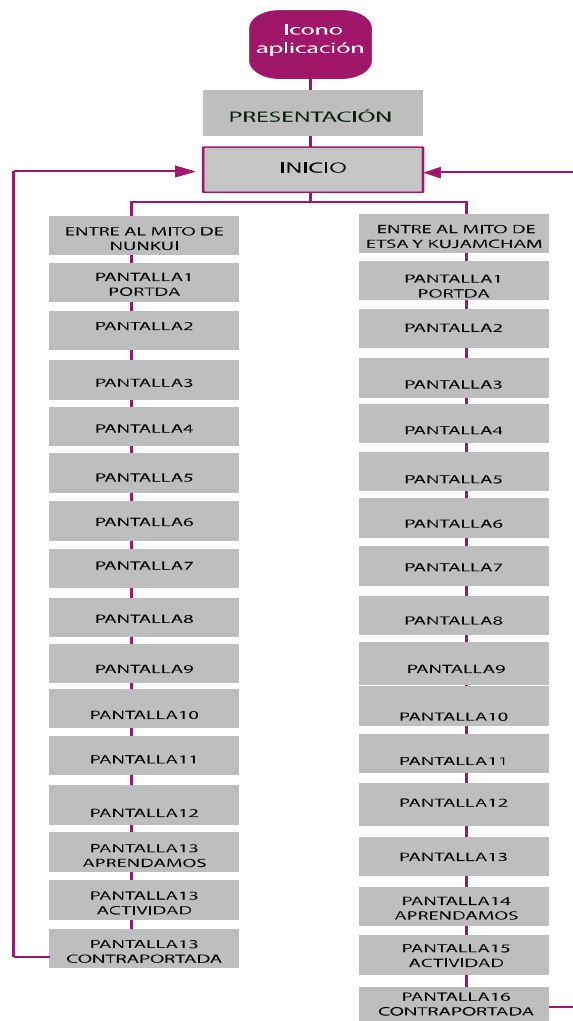 Icono
aplicación
PRESENTACIÓN
INICIO
ENTRE AL MITO DE
NUNKUI
PANTALLA1
PORTDA
PANTALLA2
PANTALLA3
PANTALLA4
PANTALLA5
PANTALLA6
PANTALLA7
PANTALLA8
PANTALLA9
PANTALLA10
PANTALLA11
PANTALLA12
PANTALLA13
APRENDAMOS
PANTALLA13
ACTIVIDAD
PANTALLA13
CONTRAPORTADA
ENTRE AL MITO DE
ETSA Y KUJAMCHAM
PANTALLA1
PORTDA
PANTALLA2
PANTALLA3
PANTALLA4
PANTALLA5
PANTALLA6
PANTALLA7
PANTALLA8
PANTALLA9
PANTALLA10
PANTALLA11
PANTALLA12
PANTALLA13
PANTALLA14
APRENDAMOS
PANTALLA15
ACTIVIDAD
PANTALLA16
CONTRAPORTADA